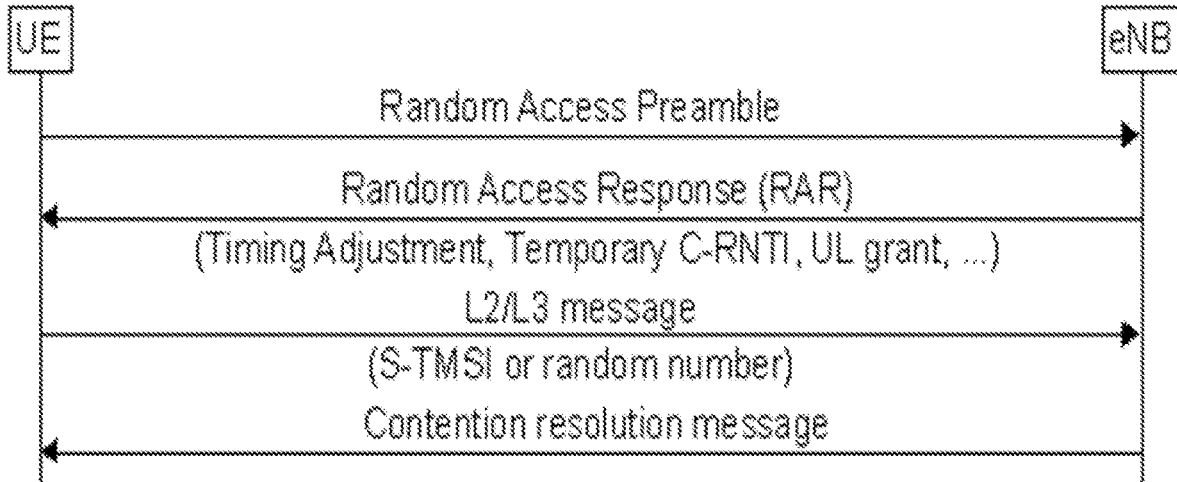 UE
eNB
Random Access Preamble
Random Access Response (RAR)
(Timing Adjustment, Temporary C-RNTI, UL grant, ...)
L2/L3 message
(S-TMSI or random number)
Contention resolution message